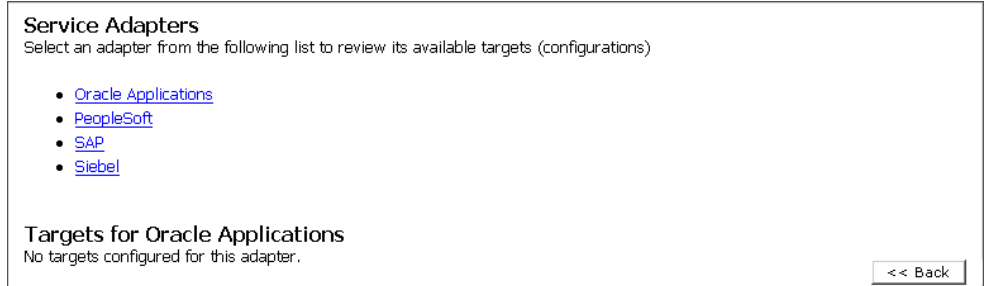 Service Adapters
Select an adapter from the following list to review its available targets (configurations)
• Oracle Applications
• PeopleSoft
• SAP
• Siebel
Targets for Oracle Applications
No targets configured for this adapter.
<< Back